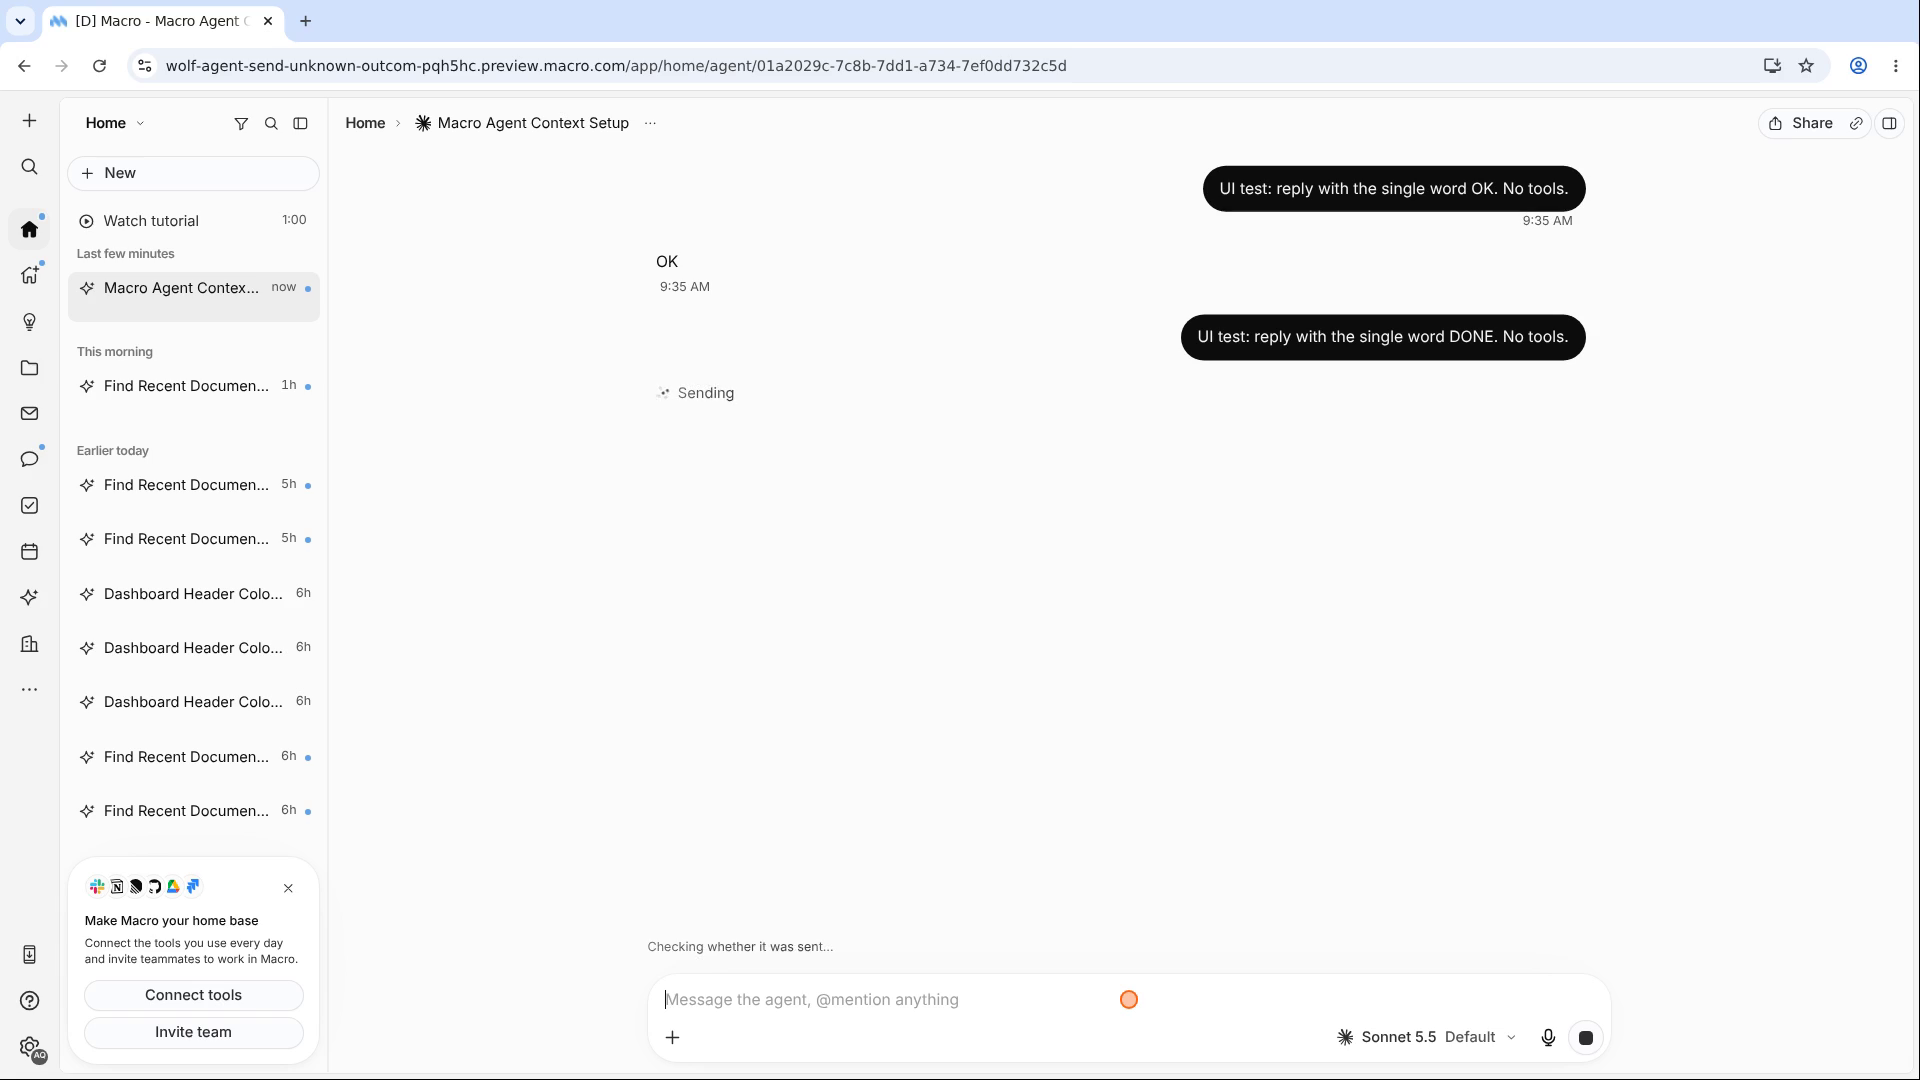 [D] Macro - Macro Agent C
wolf-agent-send-unknown-outcom-pqh5hc.preview.macro.com/app/home/agent/01a2029c-7c8b-7dd1-a734-7ef0dd732c5d
Home
New
Watch tutorial 1:00
Last few minutes
Macro Agent Contex... now
This morning
Find Recent Documen... 1h
Earlier today
Find Recent Documen... 5h
Find Recent Documen... 5h
Dashboard Header Colo... 6h
Dashboard Header Colo... 6h
Dashboard Header Colo... 6h
Find Recent Documen... 6h
Find Recent Documen... 6h
Make Macro your home base
Connect the tools you use every day
and invite teammates to work in Macro.
Connect tools
Invite team
AQ
Home › Macro Agent Context Setup ...
Share
UI test: reply with the single word OK. No tools.
9:35 AM
OK
9:35 AM
UI test: reply with the single word DONE. No tools.
Sending
Checking whether it was sent...
Message the agent, @mention anything
Sonnet 5.5 Default